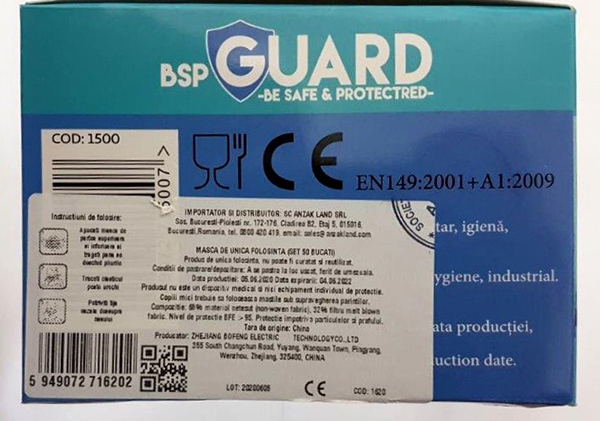 BSP GUARD
-BE SAFE & PROTECTRED-
COD: 1500
5007 >
EN149:2001+A1:2009
SOCIETA
Instructiuni de folosire:
IMPORTATOR SI DISTRIBUITOR: SC ANZAK LAND SRL
Sos. Bucuresti-Ploiesti nr. 172-176, Cladirea B2, Etaj 5, 015016,
Bucuresti,Romania, tel. 0800 420 419, email: sales@anzakland.com
MASCA DE UNICA FOLOSINTA (SET 50 BUCATI)
Produs de unica folosinta, nu poate fi curatat si reutilizat.
Conditii de pastrare/depozitare: A se pastra la loc uscat, ferit de umezeala.
Data productiei: 05.06.2020 Data expirarii: 04.06.2022
Produsul nu este un dispozitiv medical si nici echipament individual de protectie.
Copiii mici trebuie sa foloseasca mastile sub supravegherea parintilor.
Compozitie: 68% material netesut (non-woven fabric), 32% filtru melt blown
fabric. Nivel de protectie BFE > 95. Protectie impotriva particulelor si prafului.
Tara de origine: China
Producator: ZHEJIANG BOFENG ELECTRIC TECHNOLOGYCO.,LTD
355 South Changchun Road, Yuyang, Wanquan Town, Pingyang,
Wenzhou, Zhejiang, 325400, CHINA
LOT: 20200605 CE COD: 1620
5 949072 716202
tar, igienă,
ygiene, industrial.
ata producției,
uction date.